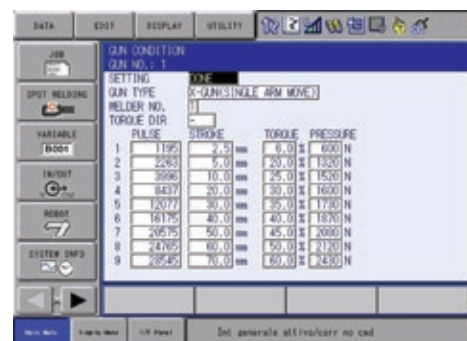 DATA EDIT DISPLAY UTILITY
JOB
SPOT WELDING
VARIABLE
B001
IN/OUT
ROBOT
SYSTEM INFO
GUN CONDITION
GUN NO.: 1
SETTING DONE
GUN TYPE X-GUN(SINGLE ARM MOVE)
WELDER NO. 1
TORQUE DIR -
PULSE STROKE TORQUE PRESSURE
1 1195 2.5 mm 6.0 % 600 N
2 2263 5.0 mm 20.0 % 1320 N
3 3896 10.0 mm 25.0 % 1520 N
4 8437 20.0 mm 30.0 % 1600 N
5 12077 30.0 mm 35.0 % 1730 N
6 16175 40.0 mm 40.0 % 1870 N
7 20575 50.0 mm 45.0 % 2080 N
8 24765 60.0 mm 50.0 % 2120 N
9 28545 70.0 mm 60.0 % 2430 N
Main Menu Simple Menu I/F Panel Int generale attivo/corr no cmd